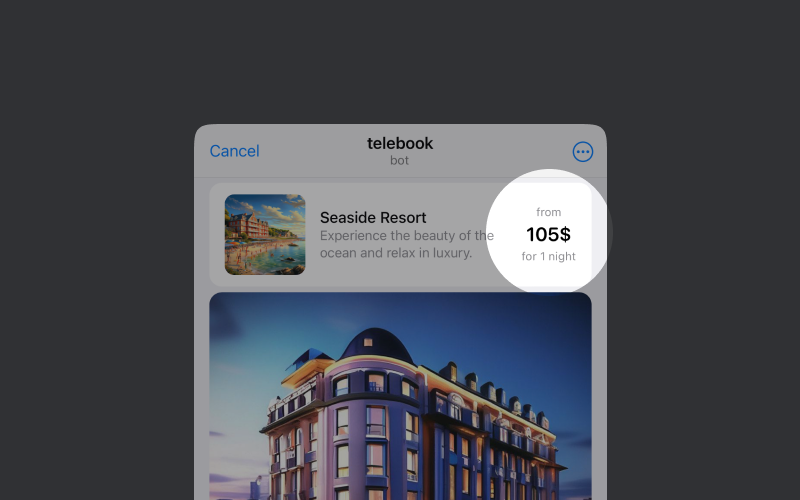 Cancel
telebook
bot
Seaside Resort
Experience the beauty of the
ocean and relax in luxury.
from
105$
for 1 night